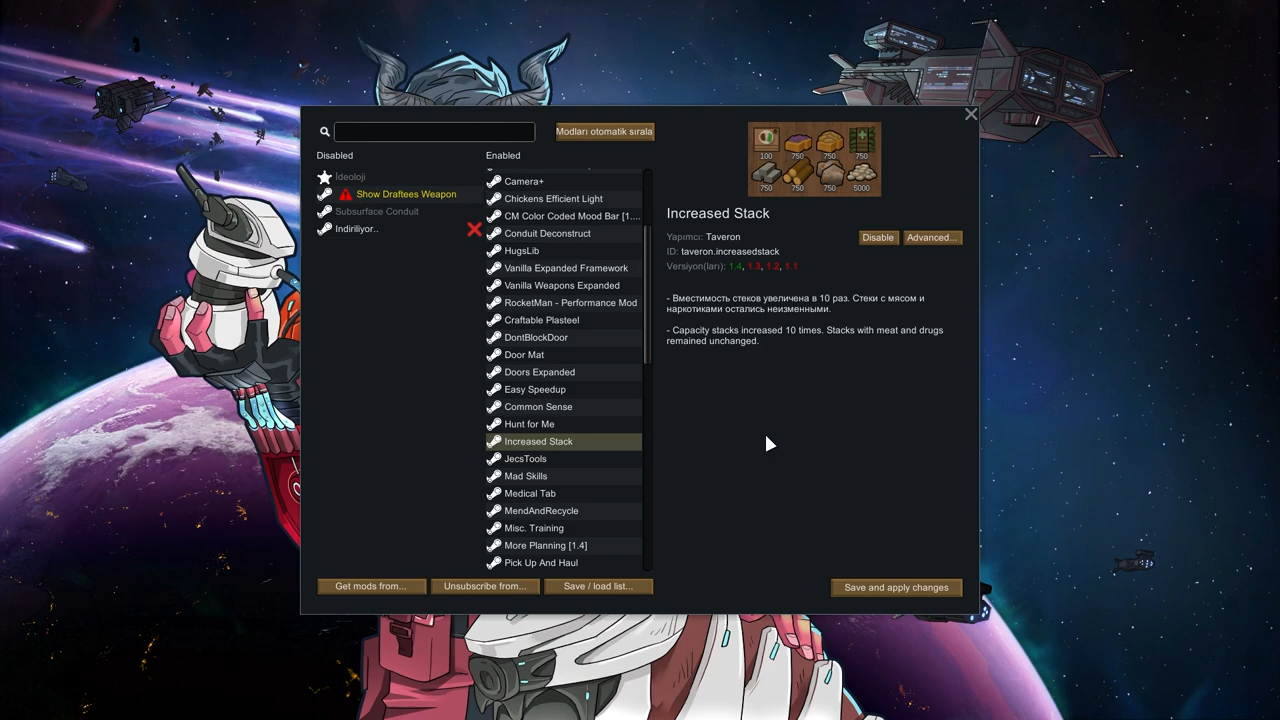 Modları otomatik sırala
Disabled
Enabled
İdeoloji
Show Draftees Weapon
Subsurface Conduit
Indiriliyor..
Camera+
Chickens Efficient Light
CM Color Coded Mood Bar [1....
Conduit Deconstruct
HugsLib
Vanilla Expanded Framework
Vanilla Weapons Expanded
RocketMan - Performance Mod
Craftable Plasteel
DontBlockDoor
Door Mat
Doors Expanded
Easy Speedup
Common Sense
Hunt for Me
Increased Stack
JecsTools
Mad Skills
Medical Tab
MendAndRecycle
Misc. Training
More Planning [1.4]
Pick Up And Haul
Get mods from...
Unsubscribe from...
Save / load list...
100 750 750 750
750 750 750 5000
Increased Stack
Yapımcı: Taveron
Disable
Advanced...
ID: taveron.increasedstack
Versiyon(ları): 1.4, 1.3, 1.2, 1.1
- Вместимость стеков увеличена в 10 раз. Стеки с мясом и
наркотиками остались неизменными.
- Capacity stacks increased 10 times. Stacks with meat and drugs
remained unchanged.
Save and apply changes